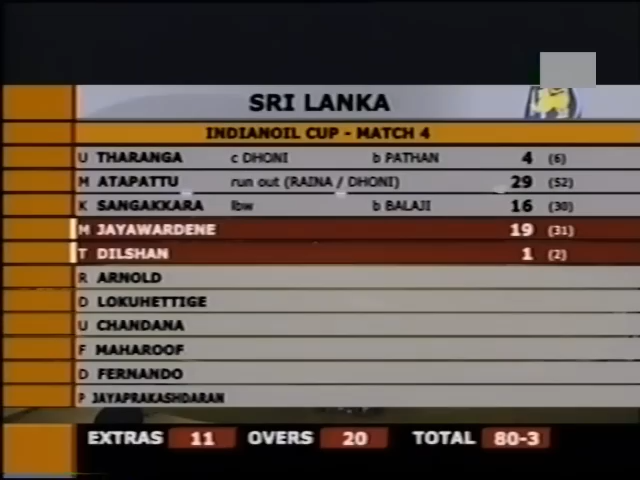 SRI LANKA
INDIANOIL CUP - MATCH 4
U THARANGA c DHONI b PATHAN 4 (6)
M ATAPATTU run out (RAINA / DHONI) 29 (52)
K SANGAKKARA lbw b BALAJI 16 (30)
M JAYAWARDENE 19 (31)
T DILSHAN 1 (2)
R ARNOLD
D LOKUHETTIGE
U CHANDANA
F MAHAROOF
D FERNANDO
P JAYAPRAKASHDARAN
EXTRAS 11 OVERS 20 TOTAL 80-3